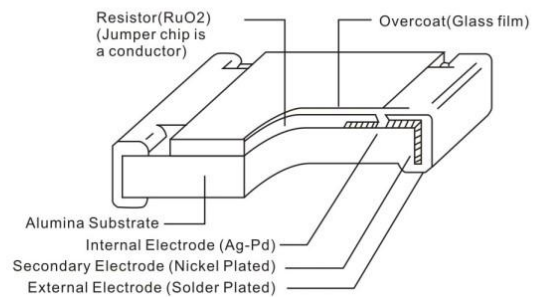 Resistor(RuO2)
(Jumper chip is
a conductor)
Overcoat(Glass film)
Alumina Substrate
Internal Electrode (Ag-Pd)
Secondary Electrode (Nickel Plated)
External Electrode (Solder Plated)